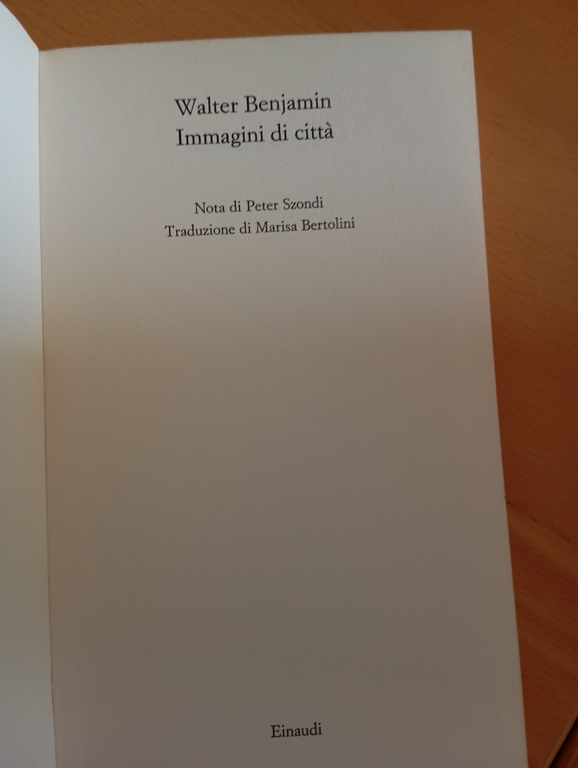 Walter Benjamin
Immagini di città
Nota di Peter Szondi
Traduzione di Marisa Bertolini
Einaudi